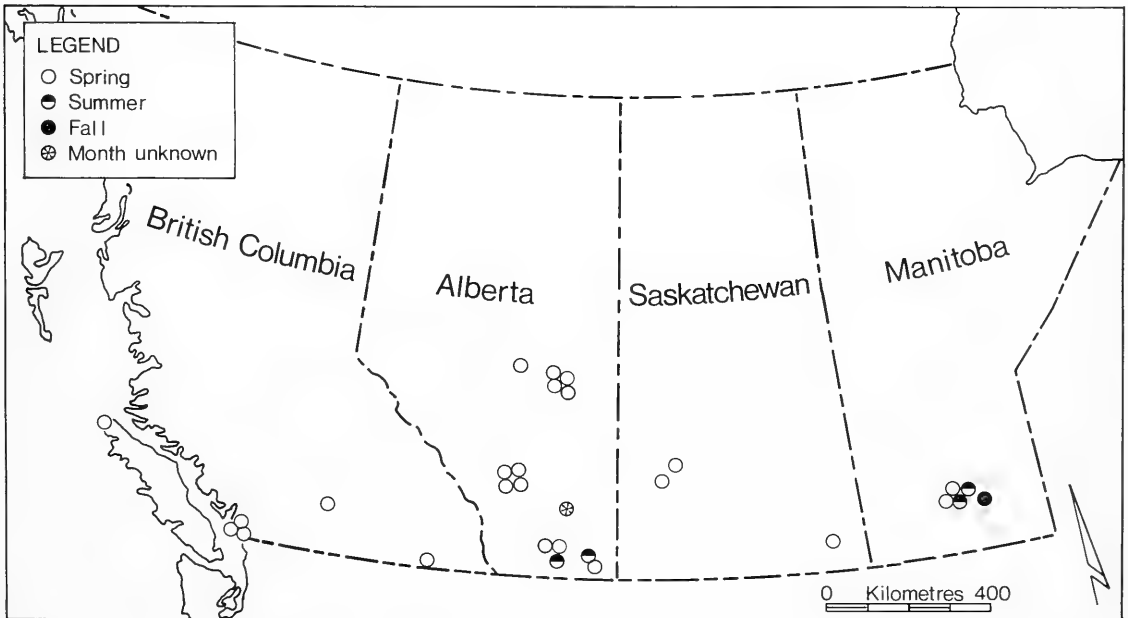 LEGEND
Spring
Summer
Fall
Month unknown
British Columbia
Alberta
Saskatchewan
Manitoba
0 Kilometres 400